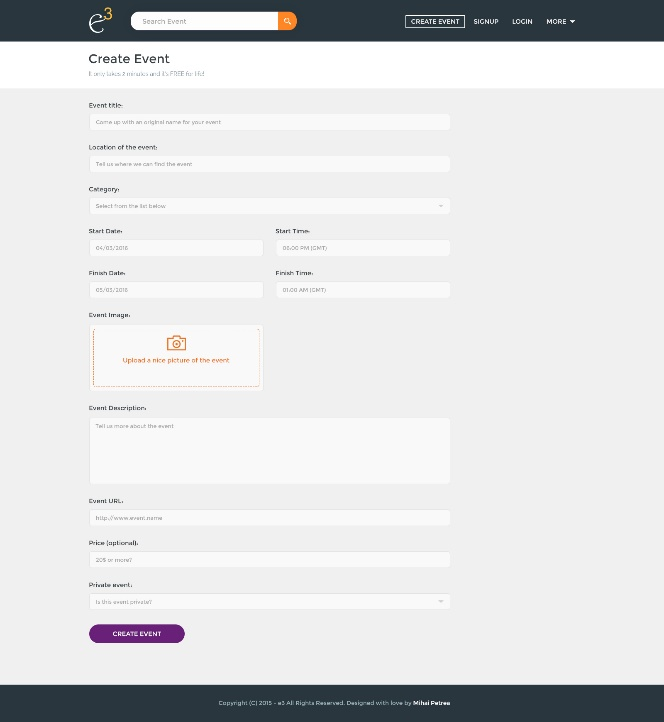 e3
Search Event
CREATE EVENT
SIGNUP
LOGIN
MORE
Create Event
It only takes 2 minutes and it's FREE for life!
Event title:
Come up with an original name for your event
Location of the event:
Tell us where we can find the event
Category:
Select from the list below
Start Date:
Start Time:
04/03/2015
08:00 PM (GMT)
Finish Date:
Finish Time:
05/03/2015
01:00 AM (GMT)
Event Image:
Upload a nice picture of the event
Event Description:
Tell us more about the event
Event URL:
http://www.event.name
Price (optional):
20$ or more?
Private event:
Is this event private?
CREATE EVENT
Copyright (C) 2015 - e3 All Rights Reserved. Designed with love by Mihai Petrea